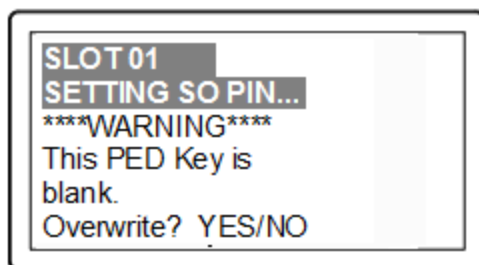 SLOT 01
SETTING SO PIN...
****WARNING****
This PED Key is
blank.
Overwrite? YES/NO